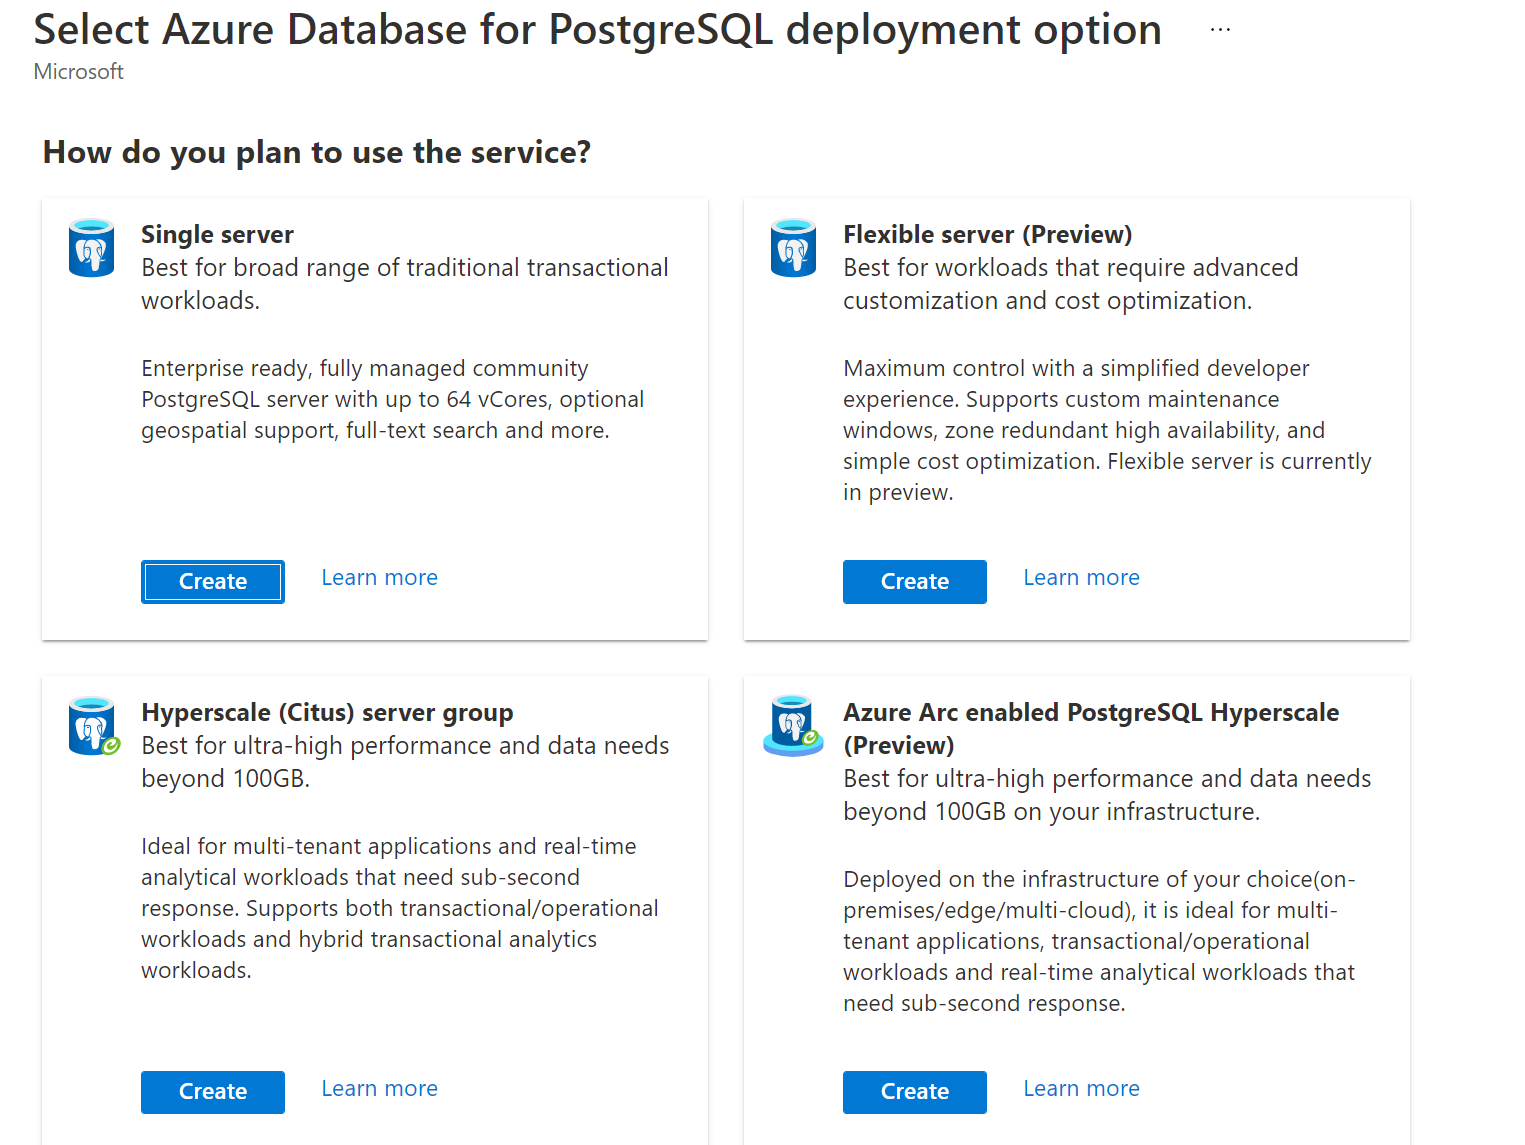 Select Azure Database for PostgreSQL deployment option ...
Microsoft
How do you plan to use the service?
Single server
Best for broad range of traditional transactional
workloads.
Enterprise ready, fully managed community
PostgreSQL server with up to 64 vCores, optional
geospatial support, full-text search and more.
Create Learn more
Flexible server (Preview)
Best for workloads that require advanced
customization and cost optimization.
Maximum control with a simplified developer
experience. Supports custom maintenance
windows, zone redundant high availability, and
simple cost optimization. Flexible server is currently
in preview.
Create Learn more
Hyperscale (Citus) server group
Best for ultra-high performance and data needs
beyond 100GB.
Ideal for multi-tenant applications and real-time
analytical workloads that need sub-second
response. Supports both transactional/operational
workloads and hybrid transactional analytics
workloads.
Create Learn more
Azure Arc enabled PostgreSQL Hyperscale
(Preview)
Best for ultra-high performance and data needs
beyond 100GB on your infrastructure.
Deployed on the infrastructure of your choice(on-
premises/edge/multi-cloud), it is ideal for multi-
tenant applications, transactional/operational
workloads and real-time analytical workloads that
need sub-second response.
Create Learn more